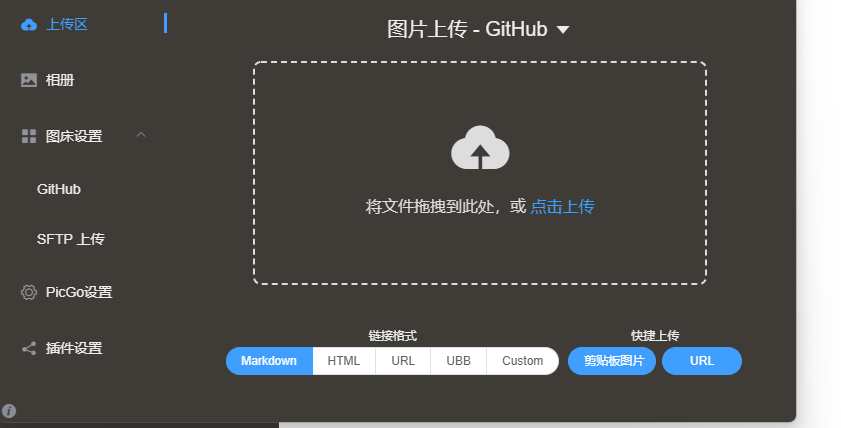 上传区
相册
图床设置
GitHub
SFTP 上传
PicGo设置
插件设置
图片上传 - GitHub
将文件拖拽到此处，或 点击上传
链接格式
Markdown HTML URL UBB Custom
快捷上传
剪贴板图片 URL